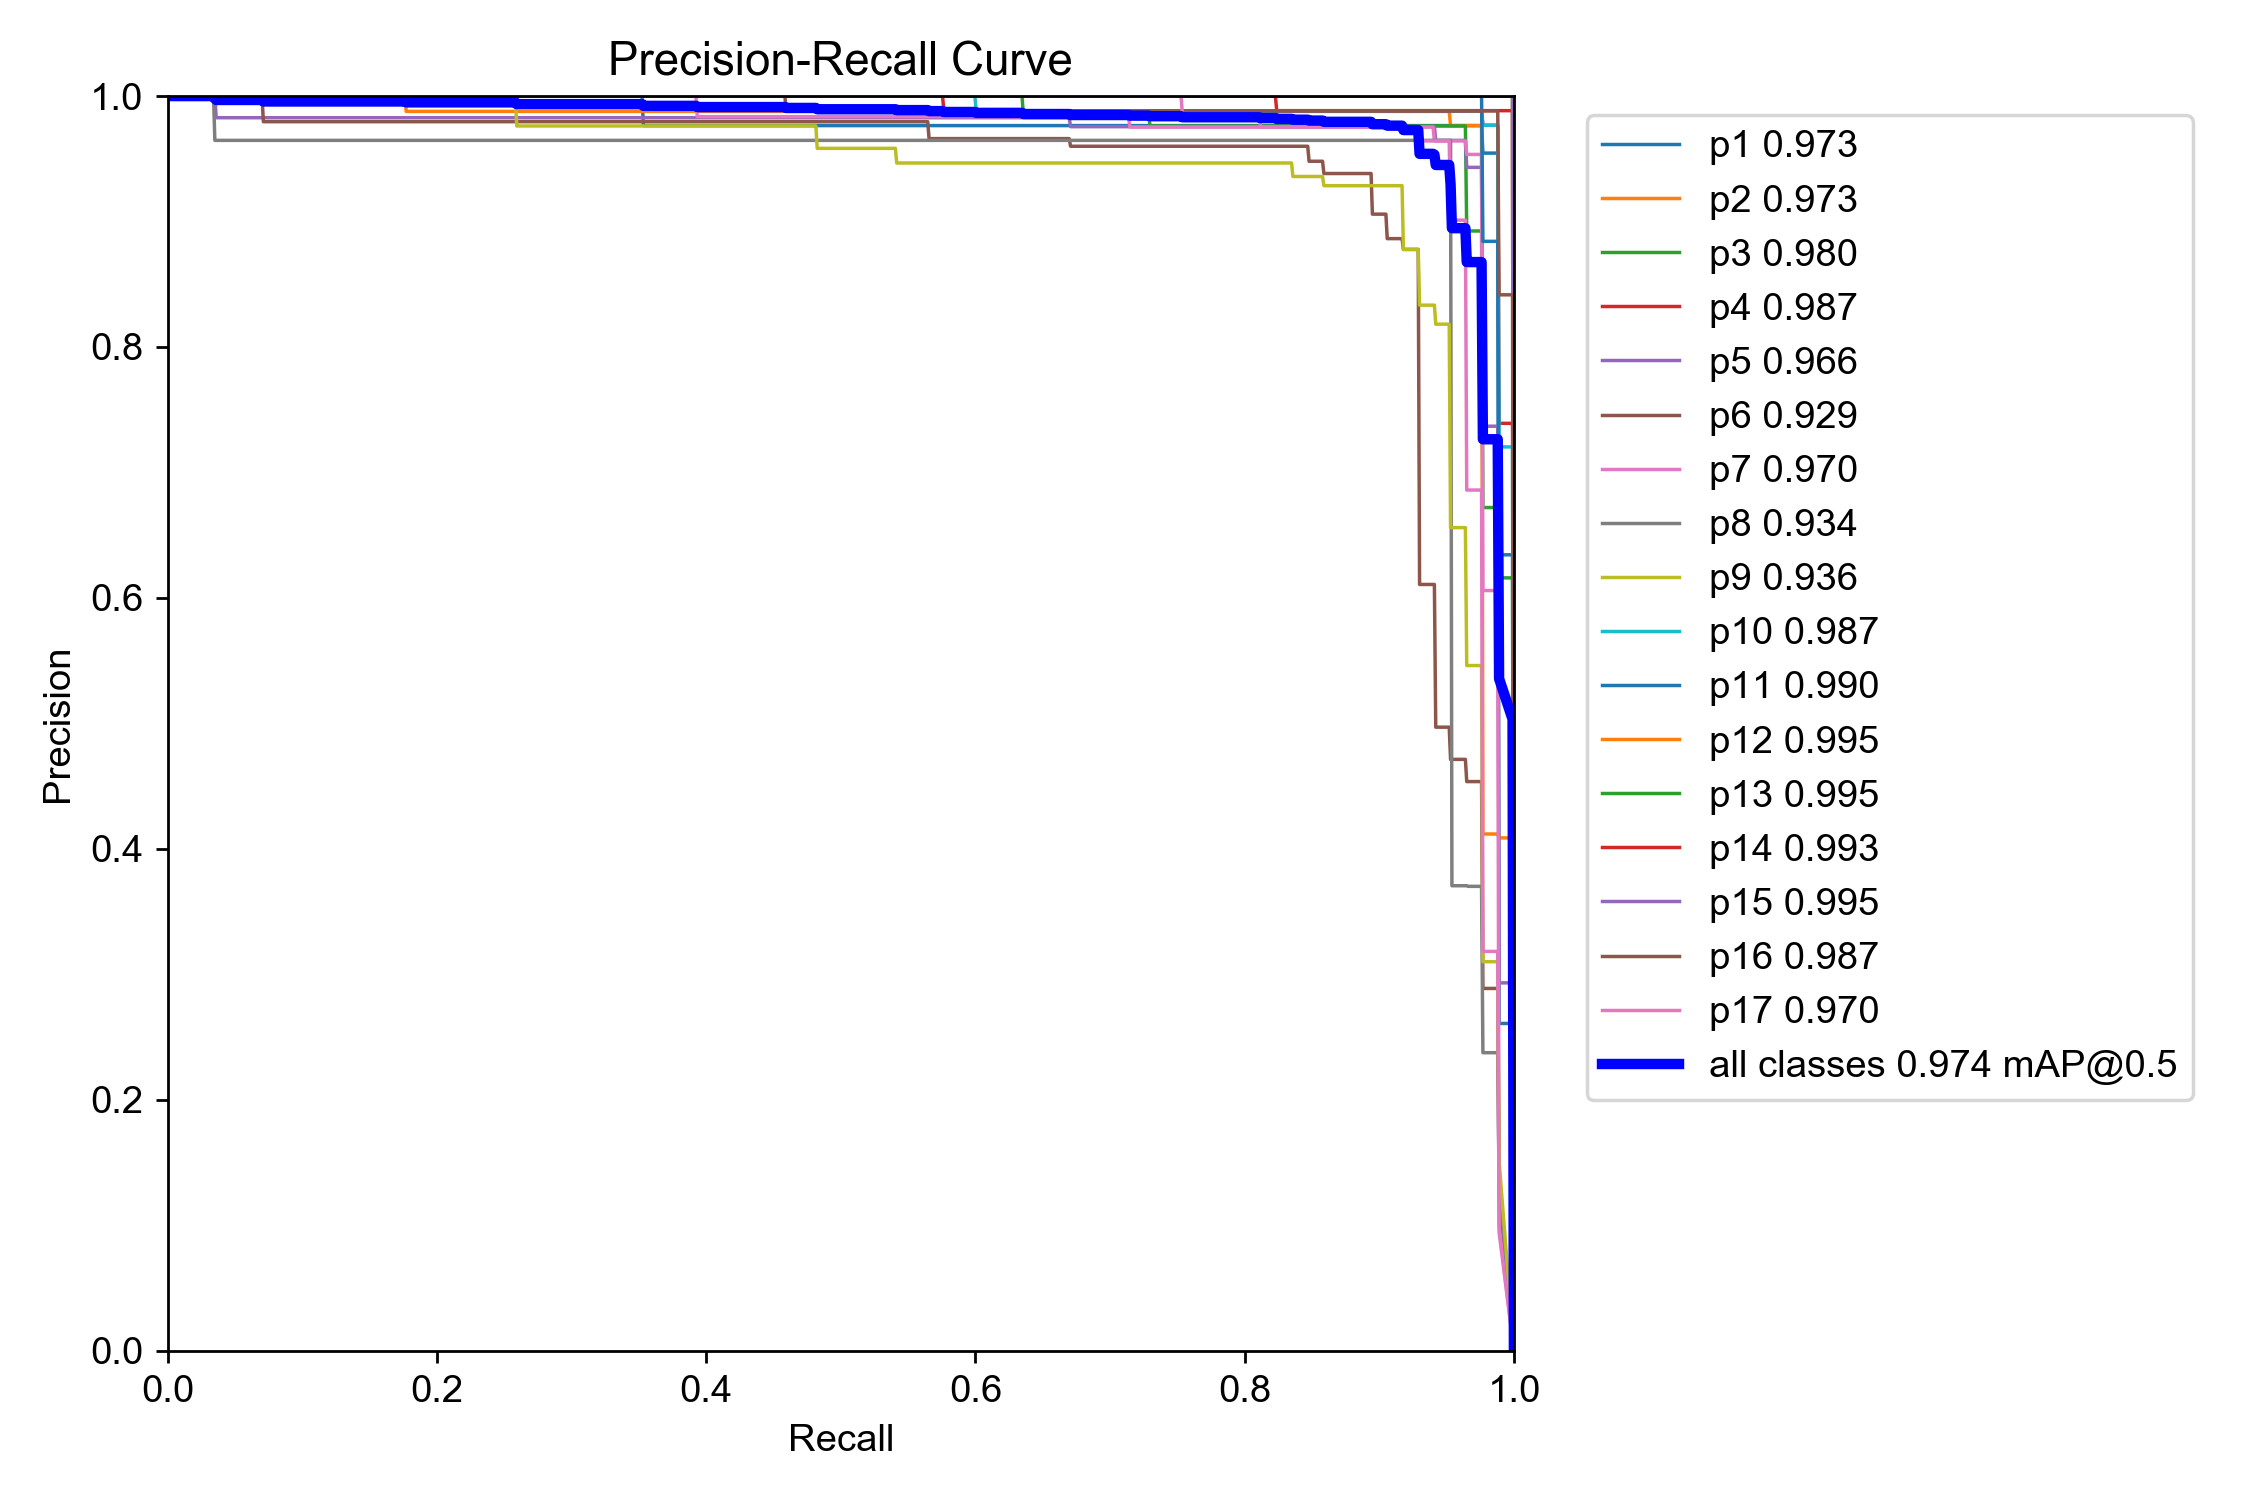 Precision-Recall Curve
1.0
0.8
0.6
0.4
0.2
0.0
Precision
0.0 0.2 0.4 0.6 0.8 1.0
Recall
p1 0.973
p2 0.973
p3 0.980
p4 0.987
p5 0.966
p6 0.929
p7 0.970
p8 0.934
p9 0.936
p10 0.987
p11 0.990
p12 0.995
p13 0.995
p14 0.993
p15 0.995
p16 0.987
p17 0.970
all classes 0.974 mAP@0.5